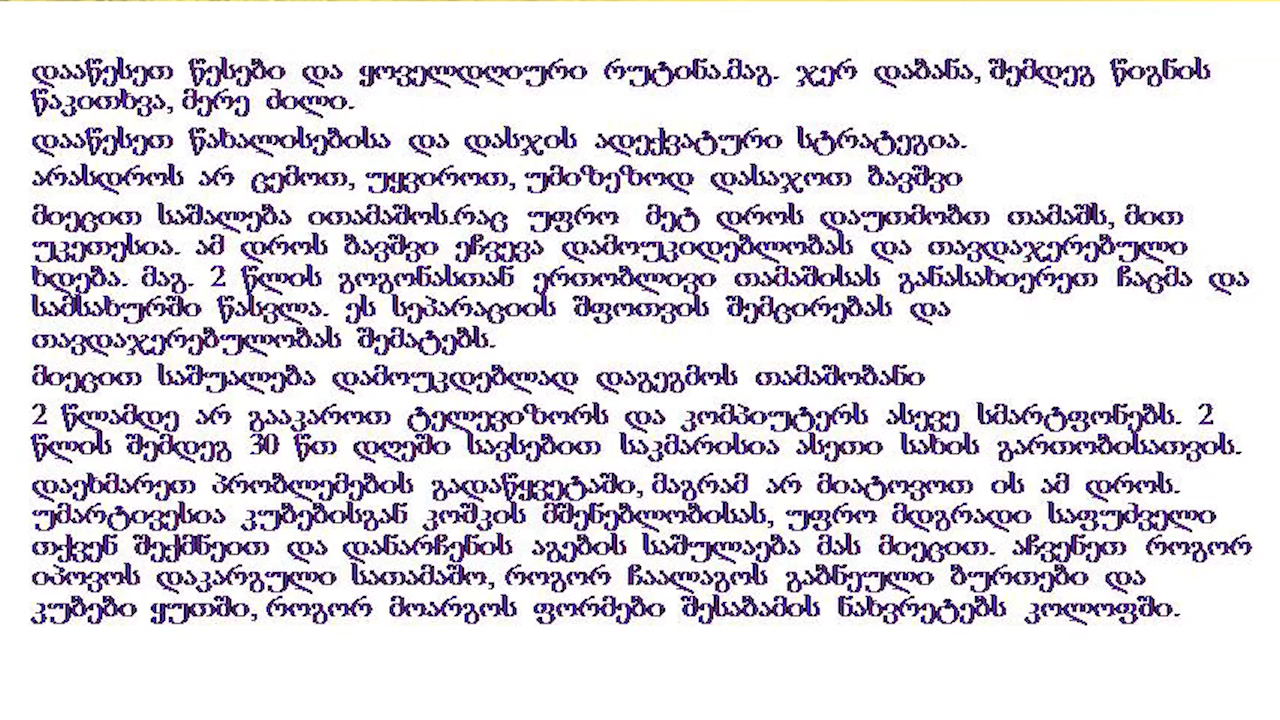 დააწესეთ წესები და ყოველდღიური რუტინა.მაგ. ჯერ დაბანა, შემდეგ წიგნის
წაკითხვა, მერე ძილი.
დააწესეთ წახალისებისა და დასჯის ადექვატური სტრატეგია.
არასდროს არ ცემოთ, უყვიროთ, უმიზეზოდ დასაჯოთ ბავშვი
მიეცით საშალება ითამაშოს.რაც უფრო მეტ დროს დაუთმობთ თამაშს, მით
უკეთესია. ამ დროს ბავშვი ეჩვევა დამოუკიდებლობას და თავდაჯერებული
ხდება. მაგ. 2 წლის გოგონასთან ერთობლივი თამაშისას განასახიერეთ ჩაცმა და
სამსახურში წასვლა. ეს სეპარაციის შფოთვის შემცირებას და
თავდაჯერებულობას შემატებს.
მიეცით საშუალება დამოუკდებლად დაგეგმოს თამაშობანი
2 წლამდე არ გააკაროთ ტელევიზორს და კომპიუტერს ასევე სმარტფონებს. 2
წლის შემდეგ 30 წთ დღეში სავსებით საკმარისია ასეთი სახის გართობისათვის.
დაეხმარეთ პრობლემების გადაწყვეტაში, მაგრამ არ მიატოვოთ ის ამ დროს.
უმარტივესია კუბებისგან კოშკის მშენებლობისას, უფრო მდგრადი საფუძველი
თქვენ შექმნეით და დანარჩენის აგების საშულაება მას მიეცით. აჩვენეთ როგორ
იპოვოს დაკარგული სათამაშო, როგორ ჩაალაგოს გაბნეული ბურთები და
კუბები ყუთში, როგორ მოარგოს ფორმები შესაბამის ნახვრეტებს კოლოფში.